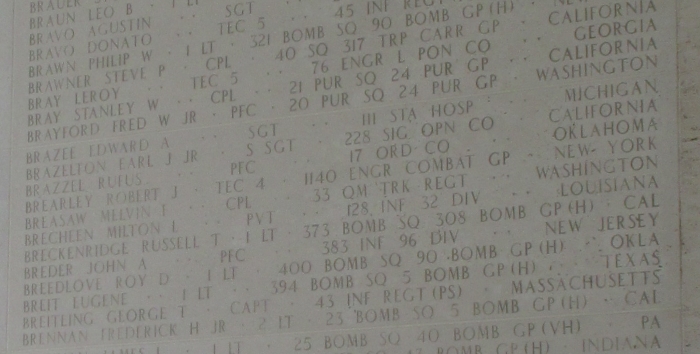 BRAUN LEO B
BRAVO AGUSTIN SGT
BRAVO DONATO TEC 5 45 INF
BRAWN PHILIP W 1 LT 321 BOMB SQ 90 BOMB GP (H) NEW
BRAWNER STEVE P CPL 40 SQ 317 TRP CARR GP CALIFORNIA
BRAY LEROY TEC 5 76 ENGR L PON CO GEORGIA
BRAY STANLEY W CPL 21 PUR SQ 24 PUR GP CALIFORNIA
BRAYFORD FRED W JR PFC 20 PUR SQ 24 PUR GP WASHINGTON
BRAZEE EDWARD A SGT 111 STA HOSP MICHIGAN
BRAZELTON EARL J JR S SGT 228 SIG OPN CO CALIFORNIA
BRAZZEL RUFUS PFC 17 ORD CO OKLAHOMA
BREARLEY ROBERT J TEC 4 1140 ENGR COMBAT GP NEW YORK
BREASAW MELVIN F CPL 33 QM TRK REGT WASHINGTON
BRECHEEN MILTON L PVT 128 INF 32 DIV LOUISIANA
BRECKENRIDGE RUSSELL T 1 LT 373 BOMB SQ 308 BOMB GP (H) CAL
BREDER JOHN A PFC 383 INF 96 DIV NEW JERSEY
BREEDLOVE ROY D 1 LT 400 BOMB SQ 90 BOMB GP (H) OKLA
BREIT EUGENE 1 LT 394 BOMB SQ 5 BOMB GP (H) TEXAS
BREITLING GEORGE T CAPT 43 INF REGT (PS) MASSACHUSETTS
BRENNAN FREDERICK H JR 2 LT 23 BOMB SQ 5 BOMB GP (H) CAL
JAMES L 1 LT 25 BOMB SQ 40 BOMB GP (VH) PA
BOMB GP (H) INDIANA